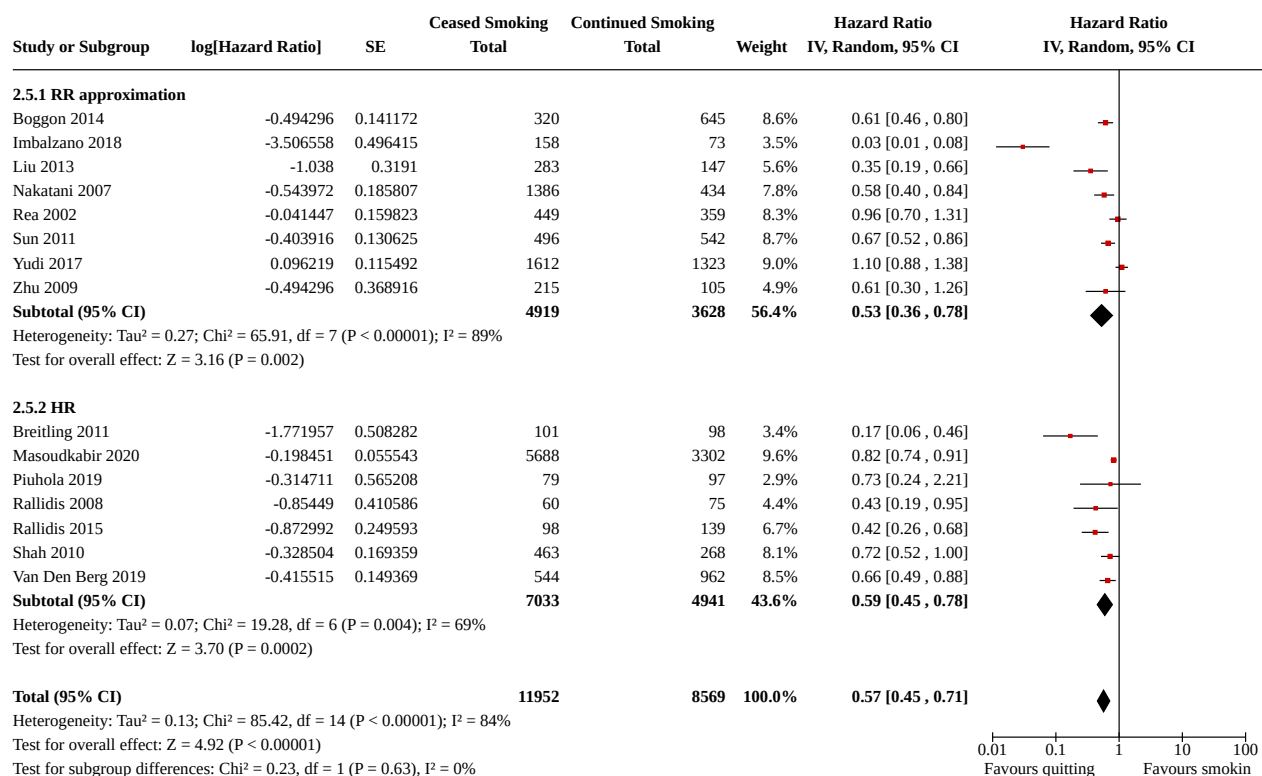 Ceased Smoking Continued Smoking Hazard Ratio Hazard Ratio
Study or Subgroup log[Hazard Ratio] SE Total Total Weight IV, Random, 95% CI IV, Random, 95% CI
2.5.1 RR approximation
Boggon 2014 -0.494296 0.141172 320 645 8.6% 0.61 [0.46 , 0.80]
Imbalzano 2018 -3.506558 0.496415 158 73 3.5% 0.03 [0.01 , 0.08]
Liu 2013 -1.038 0.3191 283 147 5.6% 0.35 [0.19 , 0.66]
Nakatani 2007 -0.543972 0.185807 1386 434 7.8% 0.58 [0.40 , 0.84]
Rea 2002 -0.041447 0.159823 449 359 8.3% 0.96 [0.70 , 1.31]
Sun 2011 -0.403916 0.130625 496 542 8.7% 0.67 [0.52 , 0.86]
Yudi 2017 0.096219 0.115492 1612 1323 9.0% 1.10 [0.88 , 1.38]
Zhu 2009 -0.494296 0.368916 215 105 4.9% 0.61 [0.30 , 1.26]
Subtotal (95% CI) 4919 3628 56.4% 0.53 [0.36 , 0.78]
Heterogeneity: Tau² = 0.27; Chi² = 65.91, df = 7 (P < 0.00001); I² = 89%
Test for overall effect: Z = 3.16 (P = 0.002)
2.5.2 HR
Breitling 2011 -1.771957 0.508282 101 98 3.4% 0.17 [0.06 , 0.46]
Masoudkabir 2020 -0.198451 0.055543 5688 3302 9.6% 0.82 [0.74 , 0.91]
Piuhola 2019 -0.314711 0.565208 79 97 2.9% 0.73 [0.24 , 2.21]
Rallidis 2008 -0.85449 0.410586 60 75 4.4% 0.43 [0.19 , 0.95]
Rallidis 2015 -0.872992 0.249593 98 139 6.7% 0.42 [0.26 , 0.68]
Shah 2010 -0.328504 0.169359 463 268 8.1% 0.72 [0.52 , 1.00]
Van Den Berg 2019 -0.415515 0.149369 544 962 8.5% 0.66 [0.49 , 0.88]
Subtotal (95% CI) 7033 4941 43.6% 0.59 [0.45 , 0.78]
Heterogeneity: Tau² = 0.07; Chi² = 19.28, df = 6 (P = 0.004); I² = 69%
Test for overall effect: Z = 3.70 (P = 0.0002)
Total (95% CI) 11952 8569 100.0% 0.57 [0.45 , 0.71]
Heterogeneity: Tau² = 0.13; Chi² = 85.42, df = 14 (P < 0.00001); I² = 84%
Test for overall effect: Z = 4.92 (P < 0.00001)
0.01 0.1 1 10 100
Test for subgroup differences: Chi² = 0.23, df = 1 (P = 0.63), I² = 0%
Favours quitting Favours smokin